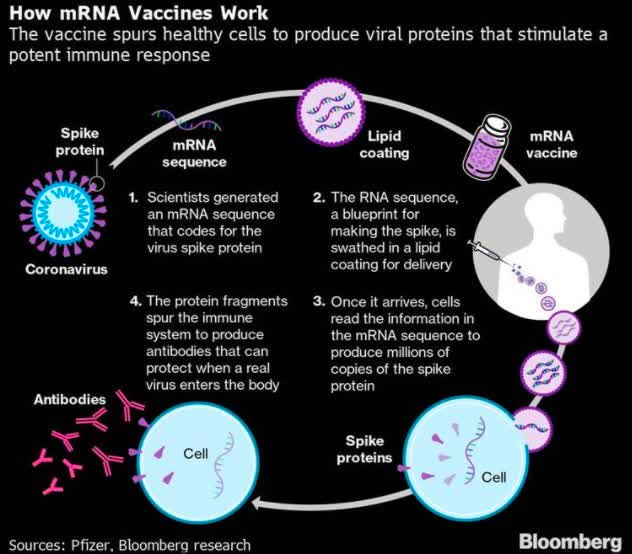 How mRNA Vaccines Work
The vaccine spurs healthy cells to produce viral proteins that stimulate a
potent immune response
Spike
protein
mRNA
sequence
Lipid
coating
mRNA
vaccine
Coronavirus
1. Scientists generated
an mRNA sequence
that codes for the
virus spike protein
2. The RNA sequence,
a blueprint for
making the spike, is
swathed in a lipid
coating for delivery
3. Once it arrives, cells
read the information in
the mRNA sequence to
produce millions of
copies of the spike
protein
4. The protein fragments
spur the immune
system to produce
antibodies that can
protect when a real
virus enters the body
Antibodies
Cell
Spike
proteins
Cell
Sources: Pfizer, Bloomberg research
Bloomberg